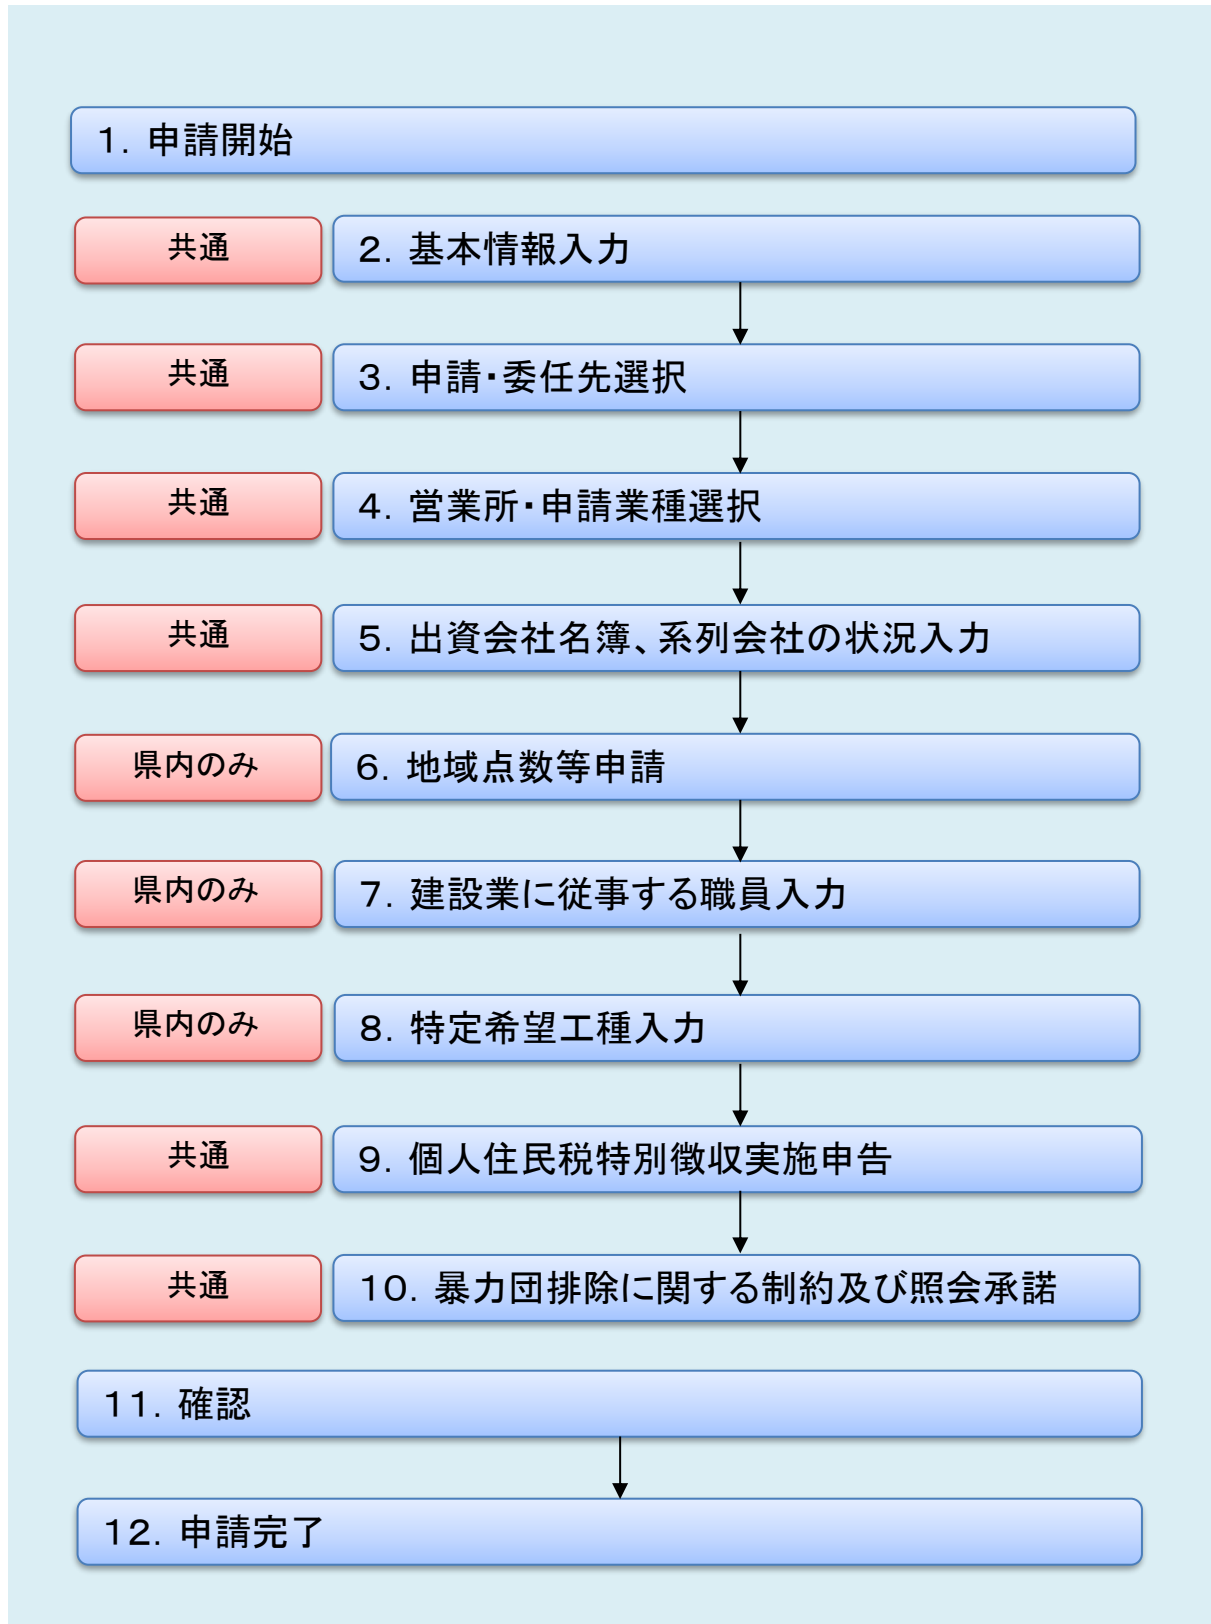 1. 申請開始
共通
2. 基本情報入力
共通
3. 申請・委任先選択
共通
4. 営業所・申請業種選択
共通
5. 出資会社名簿、系列会社の状況入力
県内のみ
6. 地域点数等申請
県内のみ
7. 建設業に従事する職員入力
県内のみ
8. 特定希望工種入力
共通
9. 個人住民税特別徴収実施申告
共通
10. 暴力団排除に関する制約及び照会承諾
11. 確認
12. 申請完了